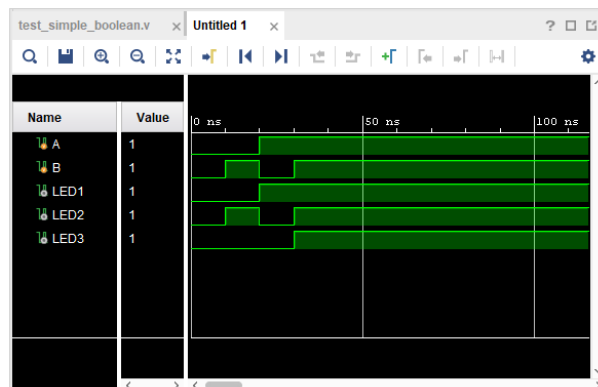 test_simple_boolean.v × Untitled 1 ×
Name Value
0 ns 50 ns 100 ns
A 1
B 1
LED1 1
LED2 1
LED3 1